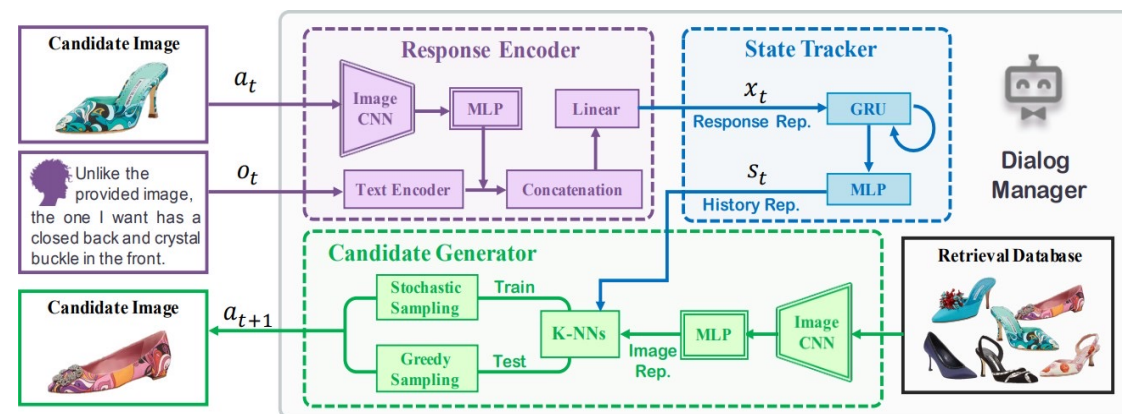 Candidate Image
a_t
Response Encoder
Image
CNN
MLP
Linear
x_t
Response Rep.
State Tracker
GRU
Unlike the
provided image,
the one I want has a
closed back and crystal
buckle in the front.
o_t
Text Encoder
Concatenation
s_t
History Rep.
MLP
Dialog
Manager
Candidate Generator
Candidate Image
a_{t+1}
Stochastic
Sampling
Train
Greedy
Sampling
Test
K-NNs
Image
Rep.
MLP
Image
CNN
Retrieval Database